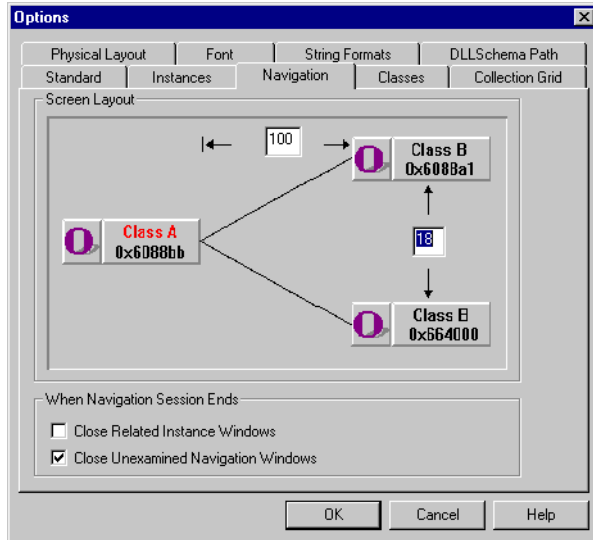 Options
Physical Layout
Font
String Formats
DLLSchema Path
Standard
Instances
Navigation
Classes
Collection Grid
Screen Layout
100
Class B
0x6088a1
Class A
0x6088bb
18
Class B
0x664000
When Navigation Session Ends
Close Related Instance Windows
Close Unexamined Navigation Windows
OK
Cancel
Help